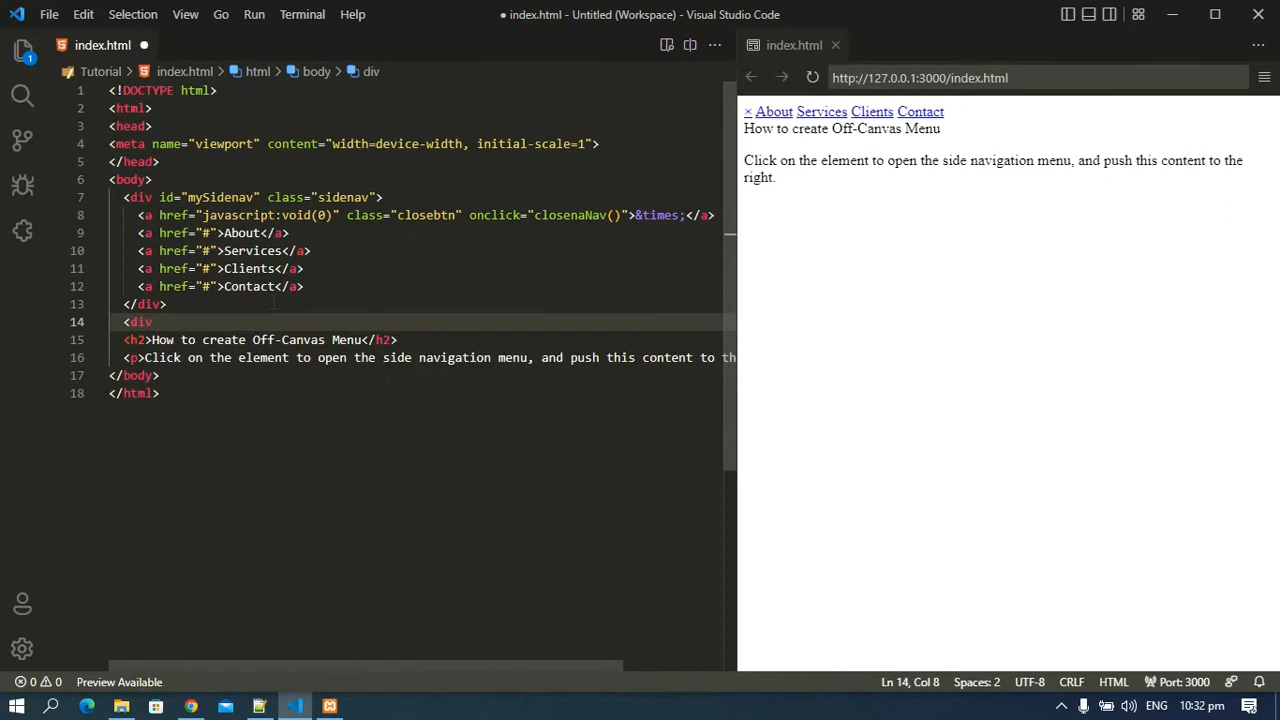 File Edit Selection View Go Run Terminal Help
● index.html - Untitled (Workspace) - Visual Studio Code
index.html
index.html
1
Tutorial > index.html > html > body > div
http://127.0.0.1:3000/index.html
1 <!DOCTYPE html>
2 <html>
3 <head>
4 <meta name="viewport" content="width=device-width, initial-scale=1">
5 </head>
6 <body>
7 <div id="mySidenav" class="sidenav">
8 <a href="javascript:void(0)" class="closebtn" onclick="closenaNav()">&times;</a>
9 <a href="#">About</a>
10 <a href="#">Services</a>
11 <a href="#">Clients</a>
12 <a href="#">Contact</a>
13 </div>
14 <div
15 <h2>How to create Off-Canvas Menu</h2>
16 <p>Click on the element to open the side navigation menu, and push this content to th
17 </body>
18 </html>
× About Services Clients Contact
How to create Off-Canvas Menu
Click on the element to open the side navigation menu, and push this content to the
right.
0 0 Preview Available
Ln 14, Col 8 Spaces: 2 UTF-8 CRLF HTML Port: 3000
ENG 10:32 pm